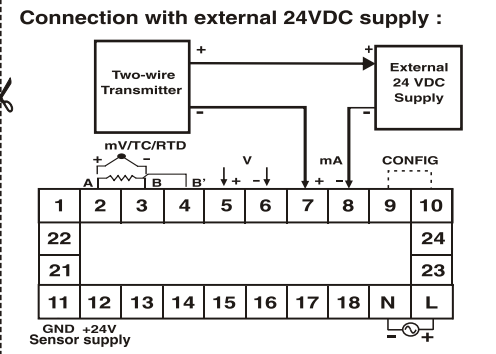 Connection with external 24VDC supply :
+ +
Two-wire
Transmitter
External
24 VDC
Supply
- -
mV/TC/RTD
+ -
V
mA
CONFIG
A B B' + - + -
1 2 3 4 5 6 7 8 9 10
22 24
21 23
11 12 13 14 15 16 17 18 N L
GND +24V
Sensor supply
- +